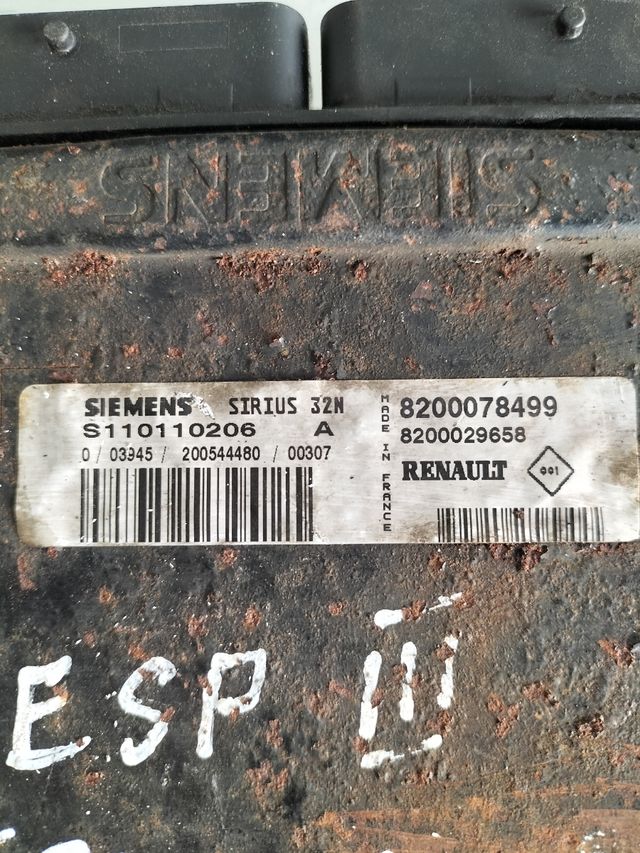 SIEMENS
SIEMENS SIRIUS 32N
S110110206 A
0 / 03945 / 200544480 / 00307
MADE IN FRANCE
8200078499
8200029658
RENAULT
001
ESP III